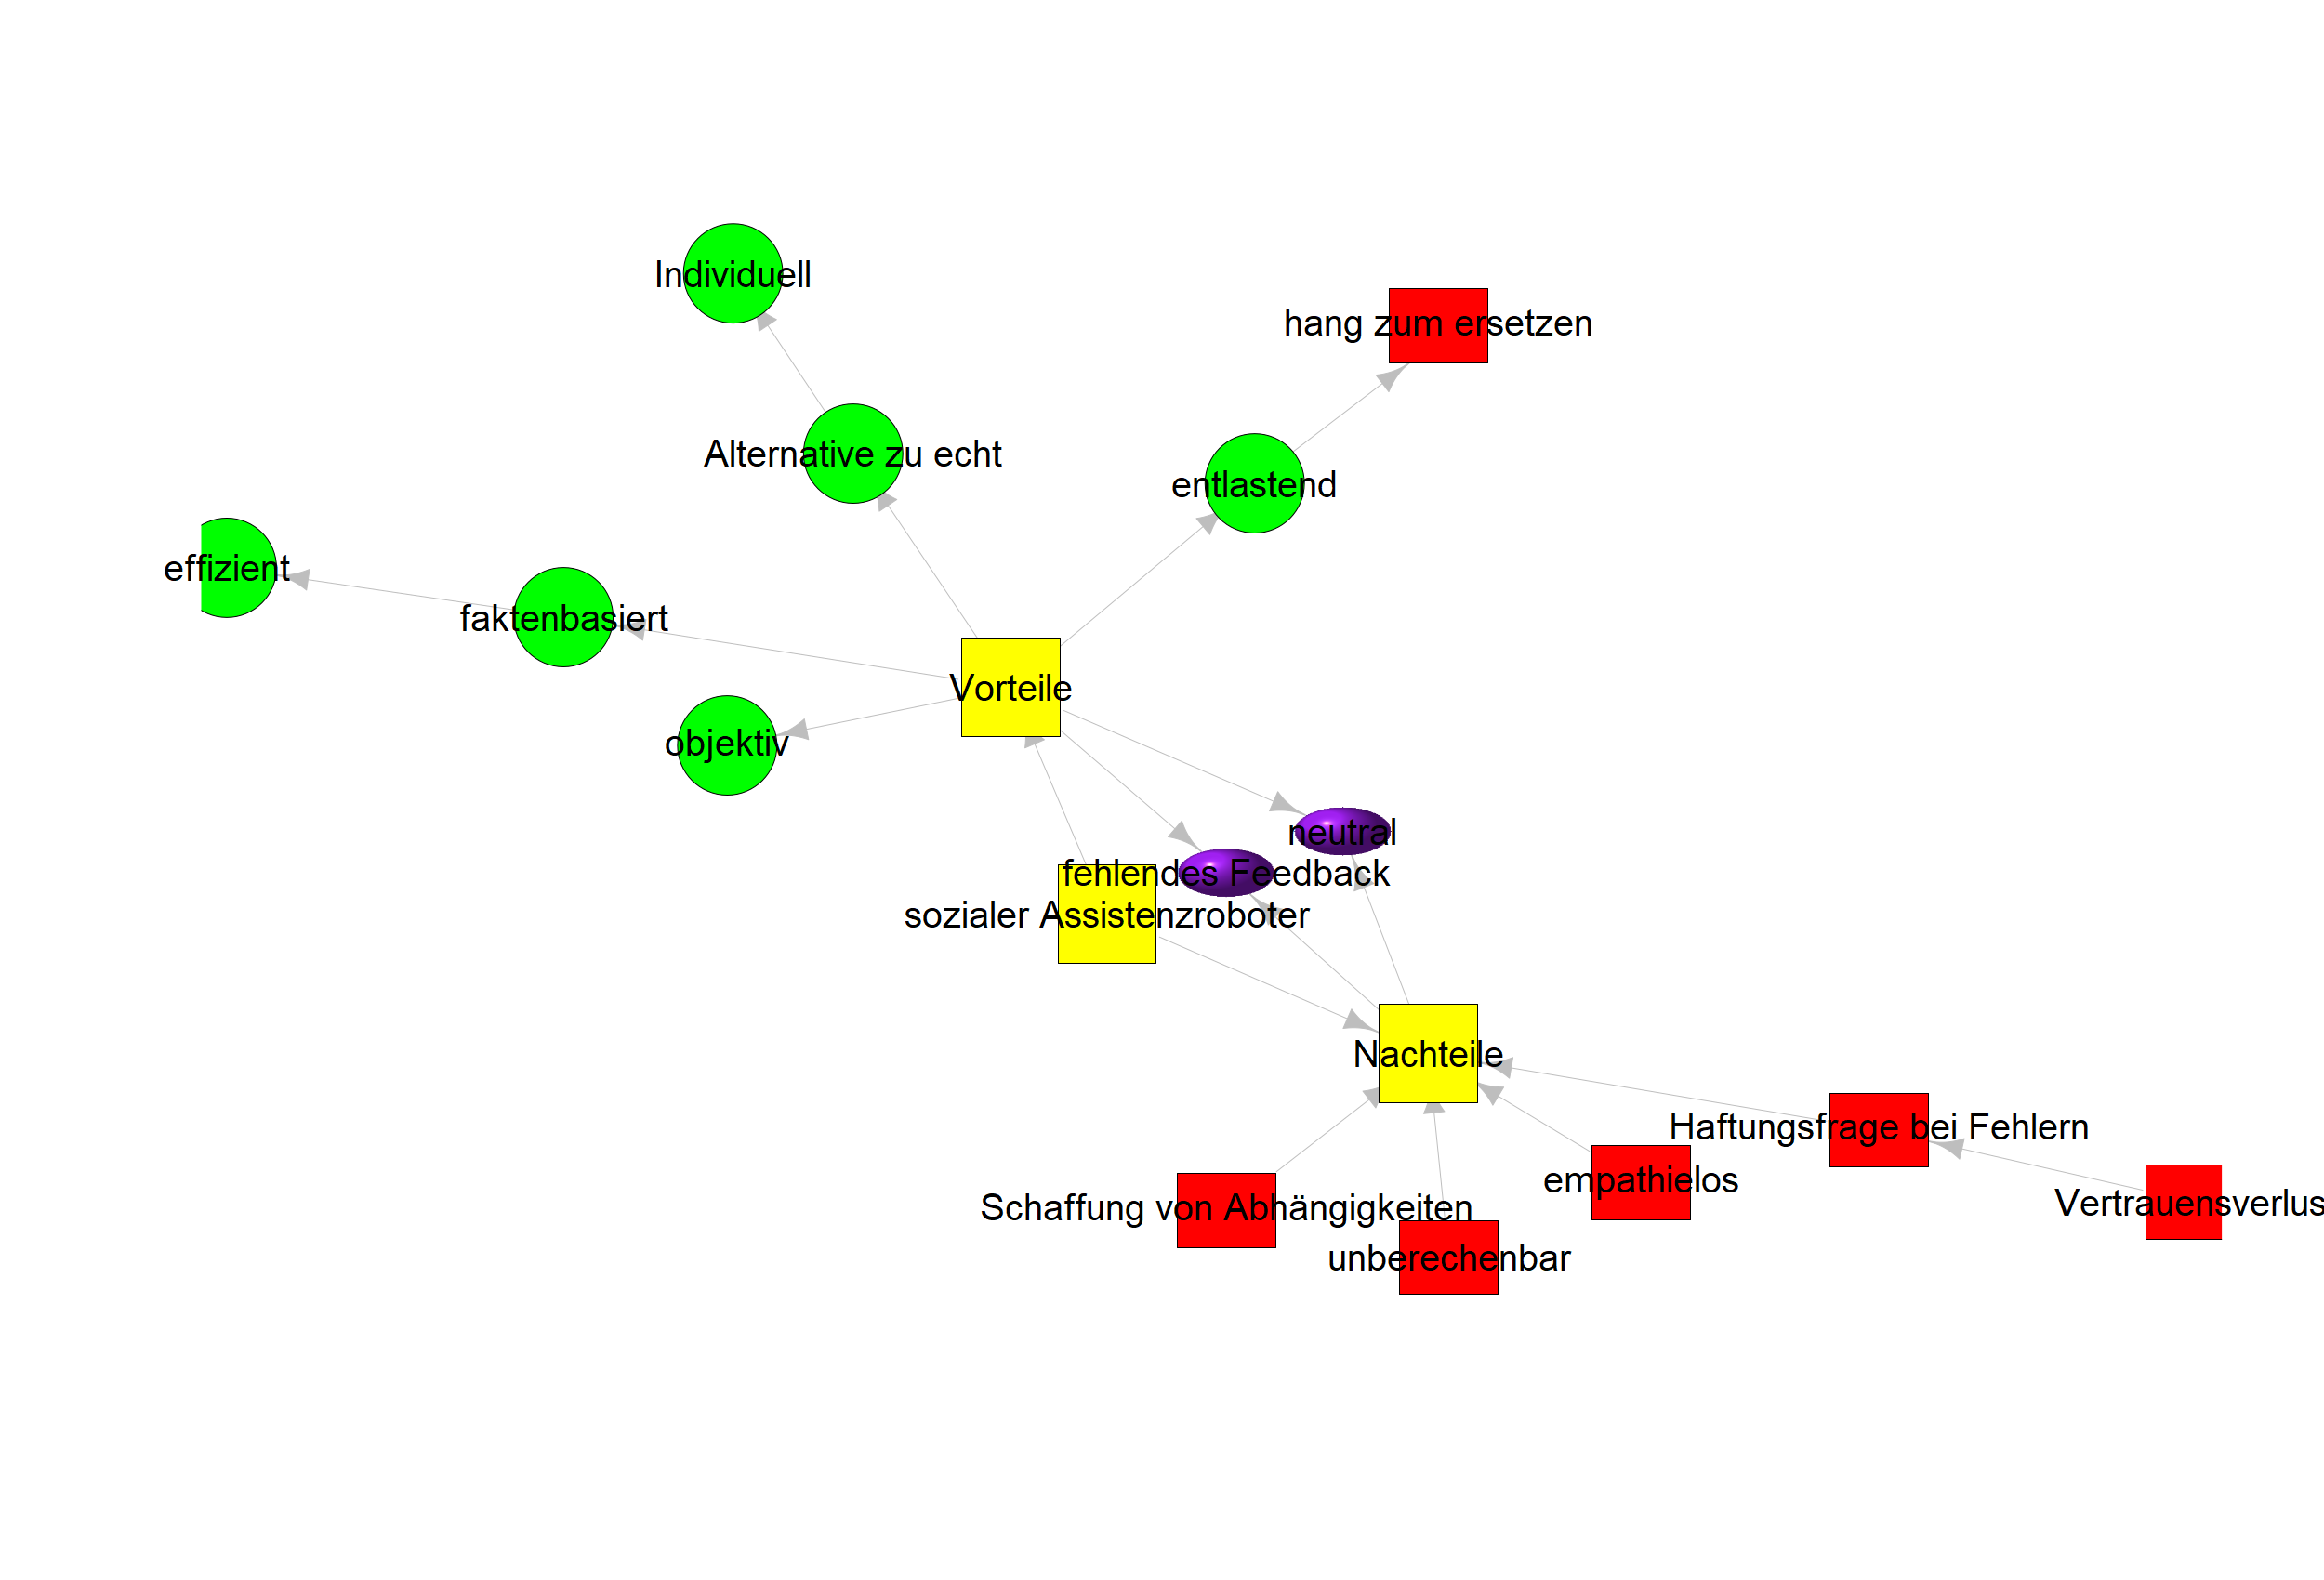 Individuell
hang zum ersetzen
Alternative zu echt
entlastend
effizient
faktenbasiert
Vorteile
objektiv
neutral
fehlendes Feedback
sozialer Assistenzroboter
Nachteile
Haftungsfrage bei Fehlern
empathielos
Vertrauensverlus
Schaffung von Abhängigkeiten
unberechenbar